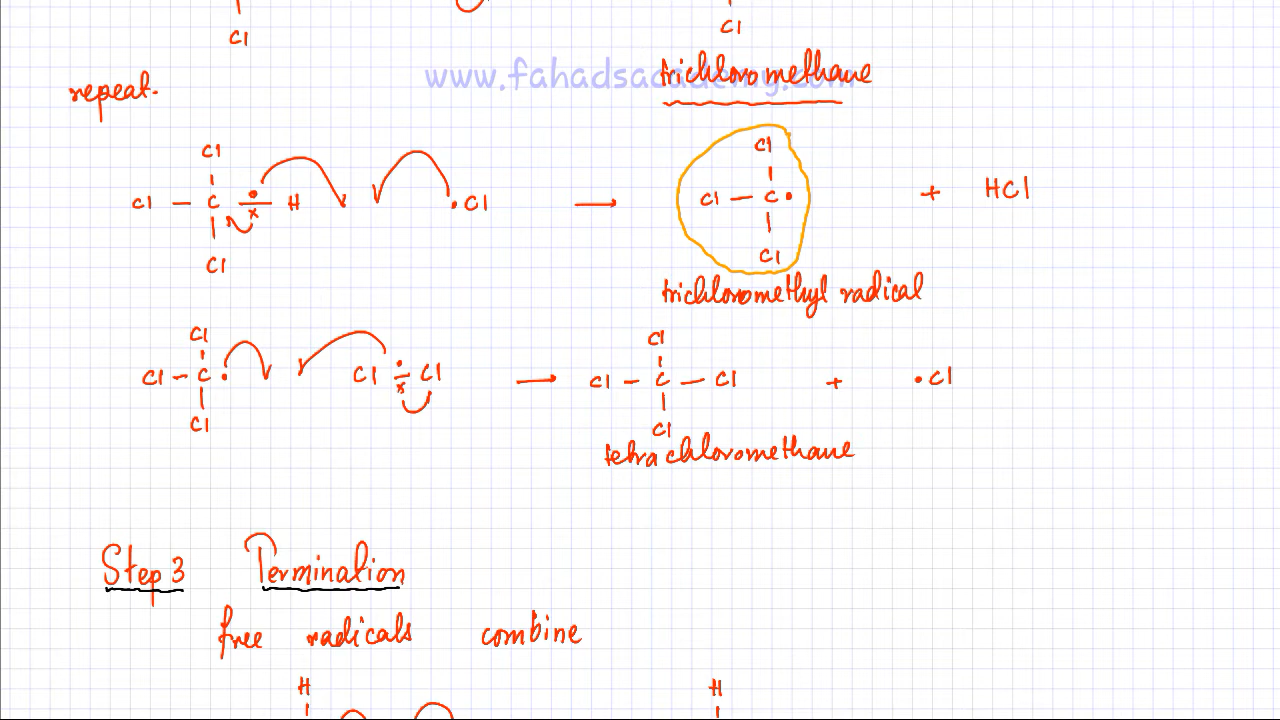 Cl Cl
www.fahadsacademy.com
trichloromethane
repeat.
Cl Cl
Cl — C — H · Cl → Cl — C · + HCl
x
Cl Cl
trichloromethyl radical
Cl Cl
Cl — C · Cl — Cl → Cl — C — Cl + · Cl
x
Cl Cl
tetrachloromethane
Step 3 Termination
free radicals combine
H H